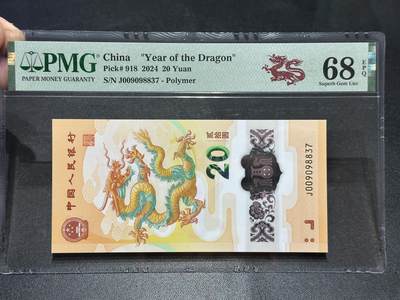 PMG
PAPER MONEY GUARANTY
China "Year of the Dragon"
Pick# 918 2024 20 Yuan
S/N J009098837 - Polymer
68
EPQ
Superb Gem Unc
中国人民银行
贰拾圆
20
J009098837